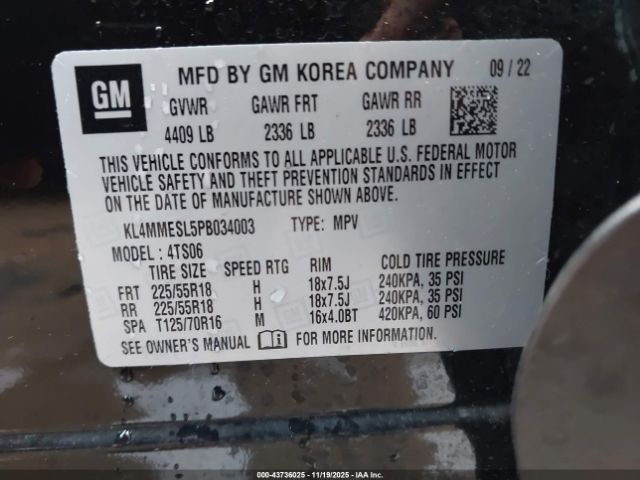 GM
MFD BY GM KOREA COMPANY 09 / 22
GVWR GAWR FRT GAWR RR
4409 LB 2336 LB 2336 LB
THIS VEHICLE CONFORMS TO ALL APPLICABLE U.S. FEDERAL MOTOR
VEHICLE SAFETY AND THEFT PREVENTION STANDARDS IN EFFECT
ON THE DATE OF MANUFACTURE SHOWN ABOVE.
KL4MMESL5PB034003 TYPE: MPV
MODEL: 4TS06
TIRE SIZE SPEED RTG RIM COLD TIRE PRESSURE
FRT 225/55R18 H 18x7.5J 240KPA, 35 PSI
RR 225/55R18 H 18x7.5J 240KPA, 35 PSI
SPA T125/70R16 M 16x4.0BT 420KPA, 60 PSI
SEE OWNER'S MANUAL i FOR MORE INFORMATION.
000-43736025 - 11/19/2025 - IAAI.COM